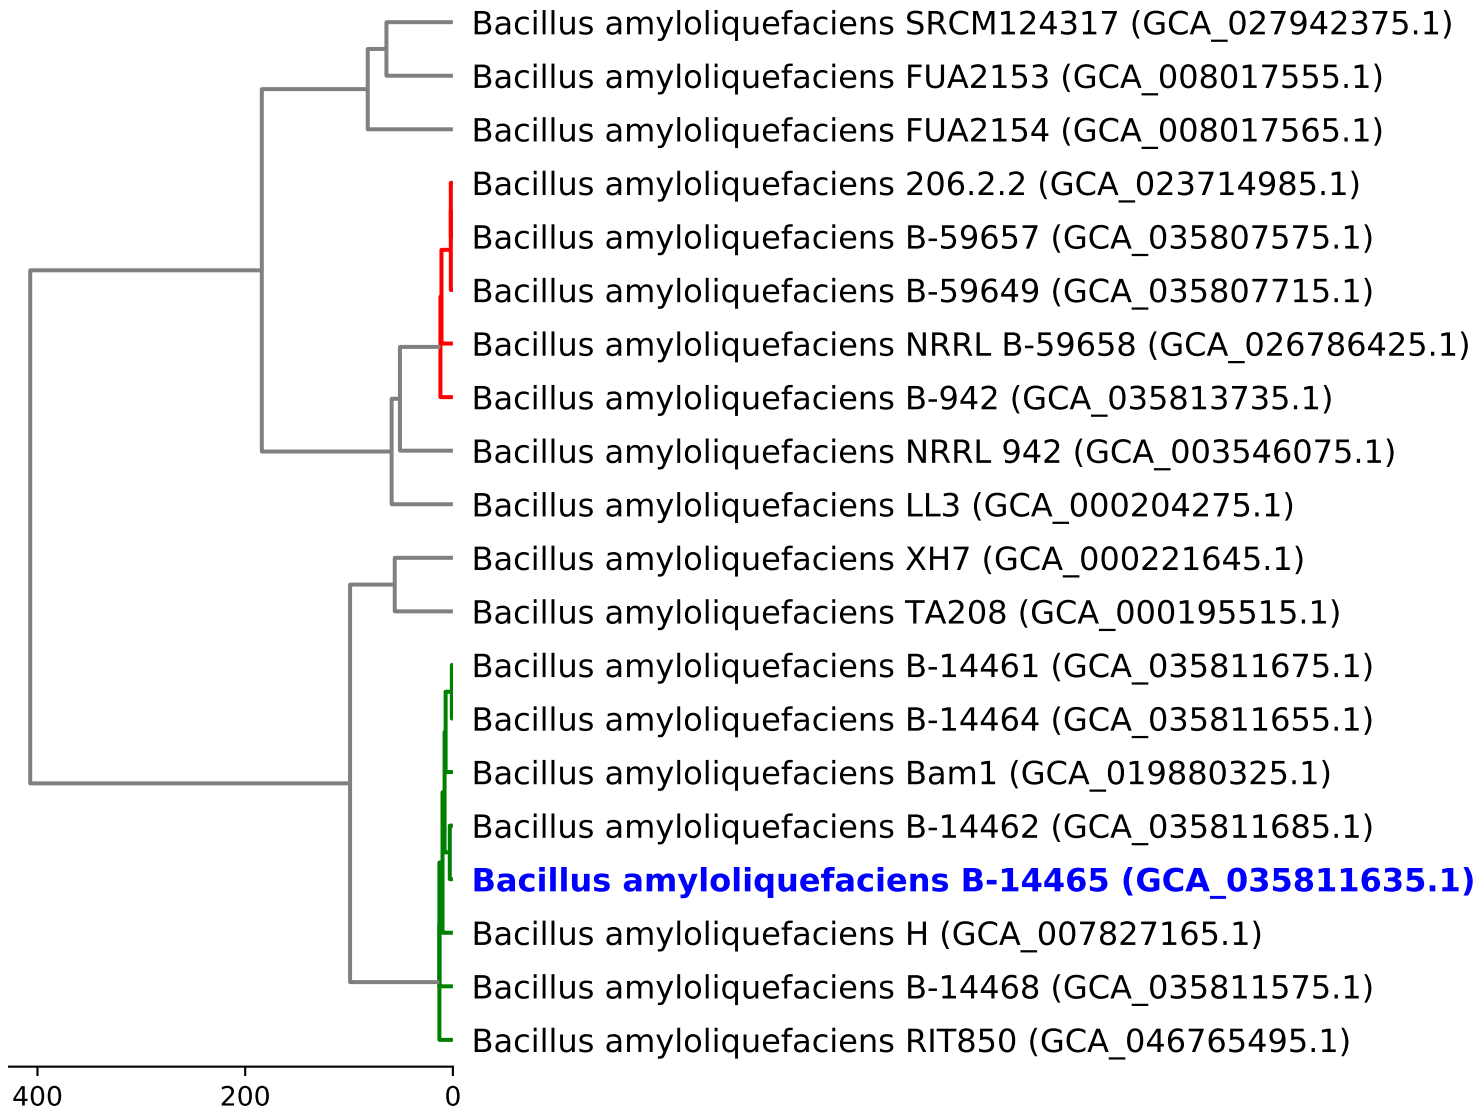 Bacillus amyloliquefaciens SRCM124317 (GCA_027942375.1)
Bacillus amyloliquefaciens FUA2153 (GCA_008017555.1)
Bacillus amyloliquefaciens FUA2154 (GCA_008017565.1)
Bacillus amyloliquefaciens 206.2.2 (GCA_023714985.1)
Bacillus amyloliquefaciens B-59657 (GCA_035807575.1)
Bacillus amyloliquefaciens B-59649 (GCA_035807715.1)
Bacillus amyloliquefaciens NRRL B-59658 (GCA_026786425.1)
Bacillus amyloliquefaciens B-942 (GCA_035813735.1)
Bacillus amyloliquefaciens NRRL 942 (GCA_003546075.1)
Bacillus amyloliquefaciens LL3 (GCA_000204275.1)
Bacillus amyloliquefaciens XH7 (GCA_000221645.1)
Bacillus amyloliquefaciens TA208 (GCA_000195515.1)
Bacillus amyloliquefaciens B-14461 (GCA_035811675.1)
Bacillus amyloliquefaciens B-14464 (GCA_035811655.1)
Bacillus amyloliquefaciens Bam1 (GCA_019880325.1)
Bacillus amyloliquefaciens B-14462 (GCA_035811685.1)
Bacillus amyloliquefaciens B-14465 (GCA_035811635.1)
Bacillus amyloliquefaciens H (GCA_007827165.1)
Bacillus amyloliquefaciens B-14468 (GCA_035811575.1)
Bacillus amyloliquefaciens RIT850 (GCA_046765495.1)
400 200 0